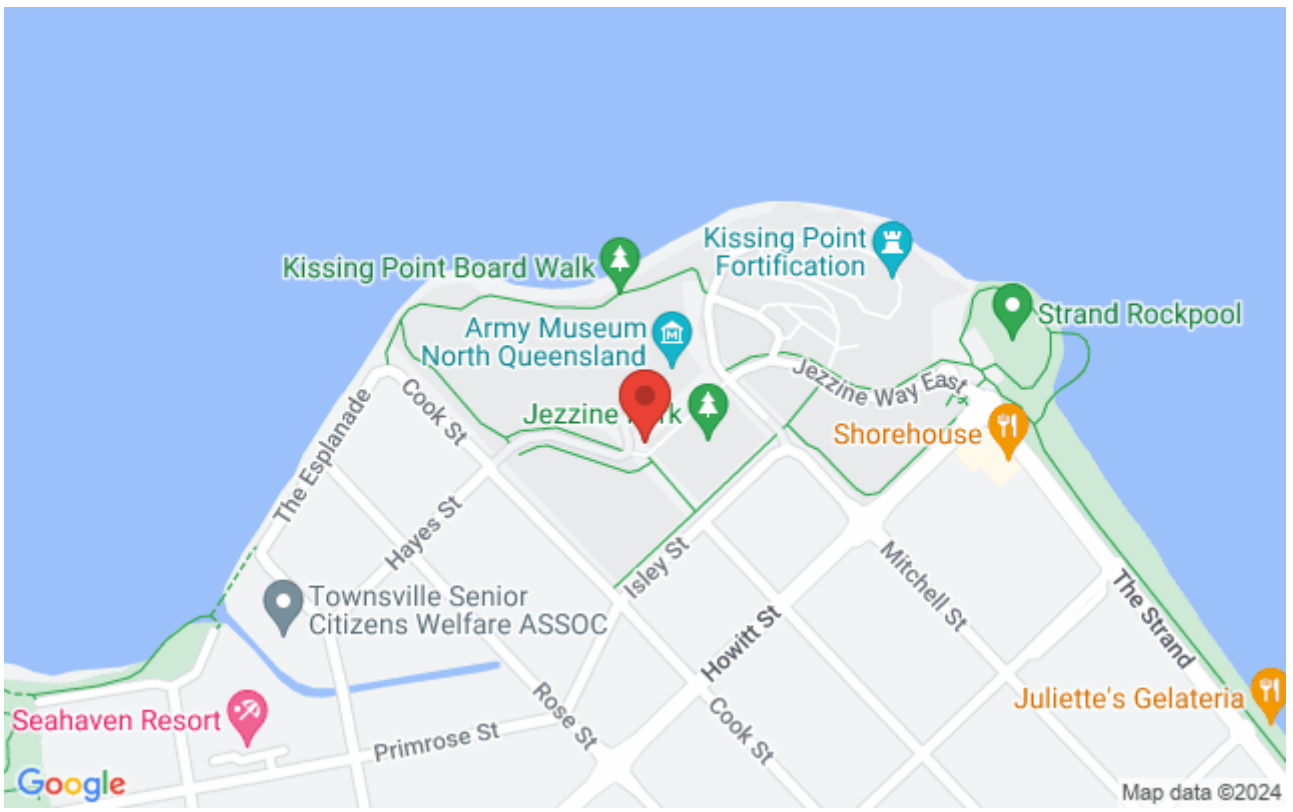 Kissing Point
Fortification
Kissing Point Board Walk
Strand Rockpool
Army Museum
North Queensland
Jezzine Way East
The Esplanade
Cook St
Jezzine rk
Shorehouse
Hayes St
Isley St
Mitchell St
Townsville Senior
Citizens Welfare ASSOC
Howitt St
The Strand
Rose St
Cook St
Juliette's Gelateria
Seahaven Resort
Primrose St
Google
Map data ©2024